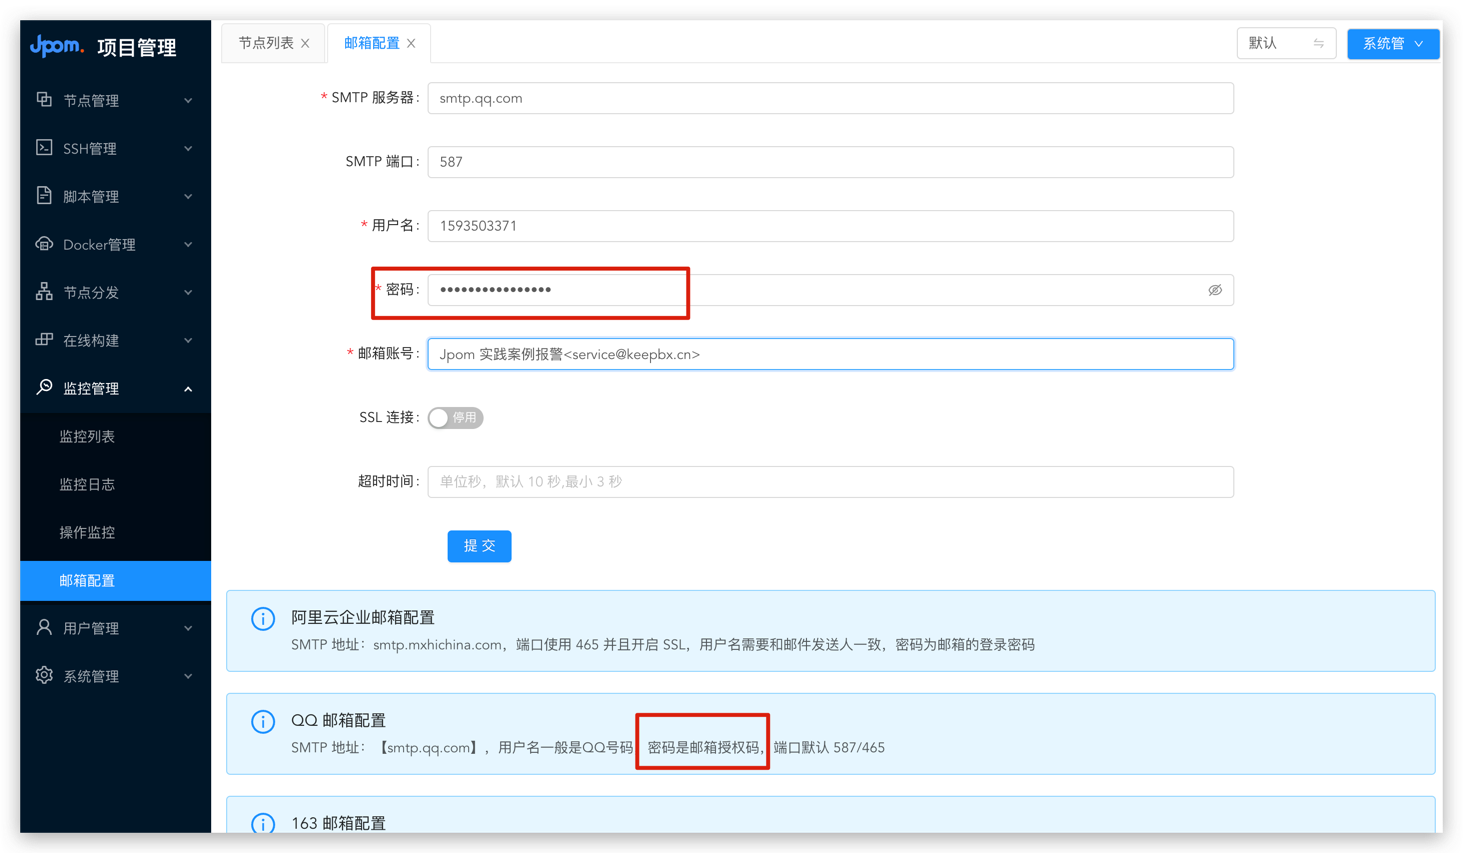 Jpom. 项目管理
节点管理
SSH管理
脚本管理
Docker管理
节点分发
在线构建
监控管理
监控列表
监控日志
操作监控
邮箱配置
用户管理
系统管理
节点列表
邮箱配置
默认
系统管
* SMTP 服务器: smtp.qq.com
SMTP 端口: 587
* 用户名: 1593503371
* 密码: ••••••••••••••••
* 邮箱账号: Jpom 实践案例报警<service@keepbx.cn>
SSL 连接: 停用
超时时间: 单位秒，默认 10 秒,最小 3 秒
提 交
阿里云企业邮箱配置
SMTP 地址：smtp.mxhichina.com，端口使用 465 并且开启 SSL，用户名需要和邮件发送人一致，密码为邮箱的登录密码
QQ 邮箱配置
SMTP 地址：【smtp.qq.com】，用户名一般是QQ号码，密码是邮箱授权码，端口默认 587/465
163 邮箱配置